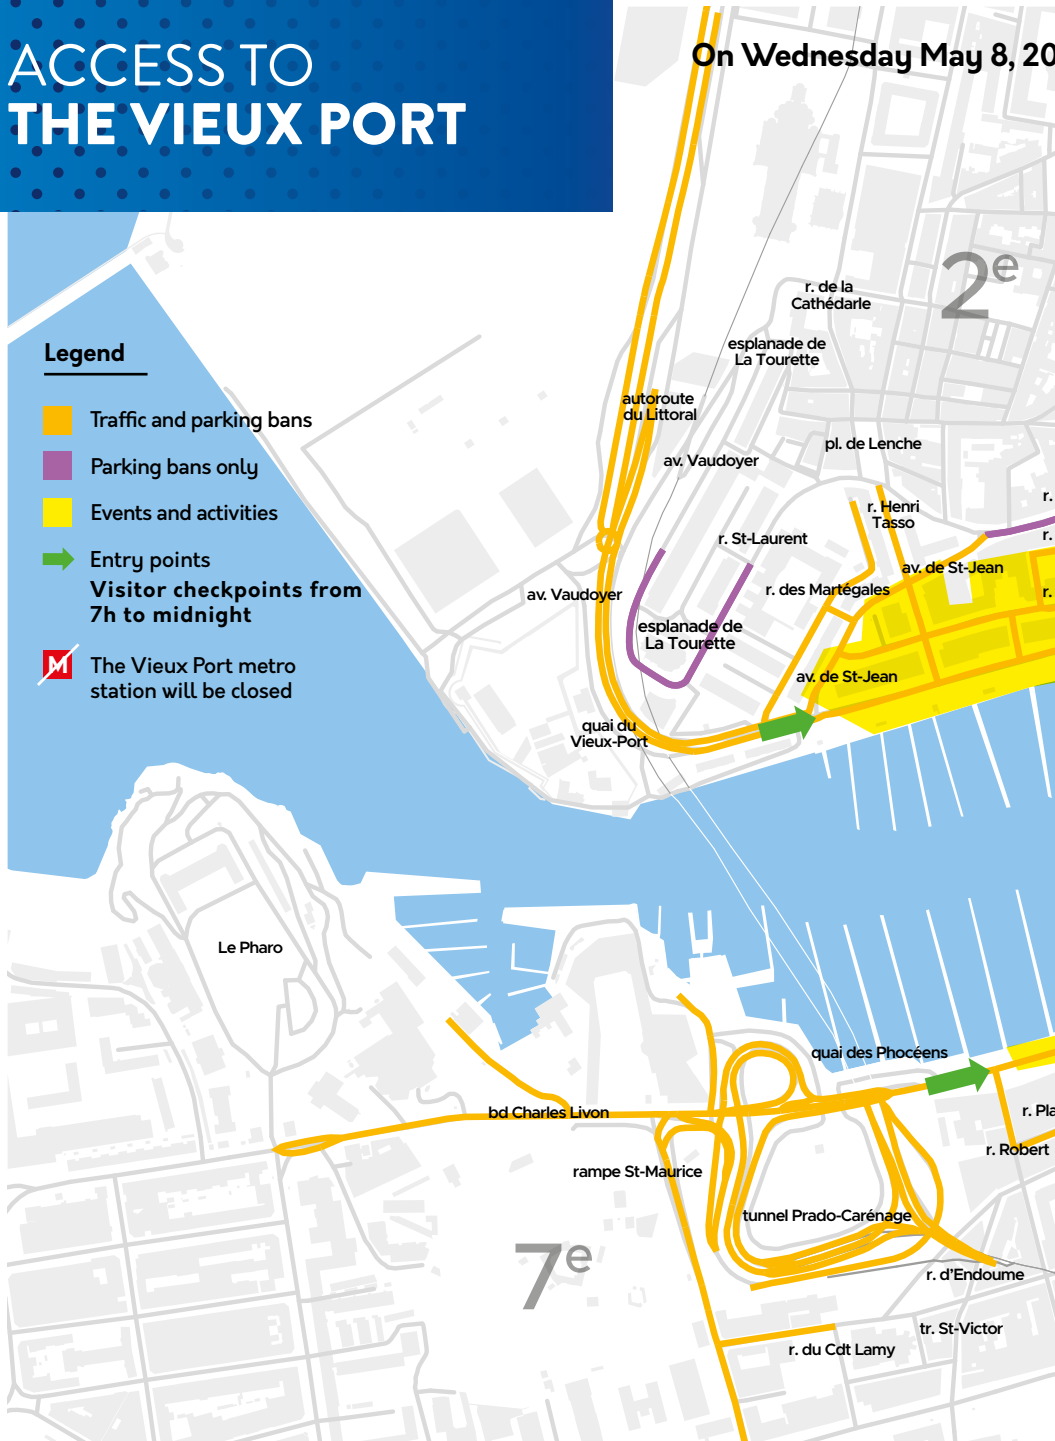 ACCESS TO
THE VIEUX PORT
On Wednesday May 8, 20
2e
r. de la
Cathédarle
esplanade de
La Tourette
Legend
Traffic and parking bans
Parking bans only
Events and activities
Entry points
Visitor checkpoints from
7h to midnight
M
The Vieux Port metro
station will be closed
autoroute
du Littoral
pl. de Lenche
av. Vaudoyer
r.
r. Henri
Tasso
r.
r. St-Laurent
av. de St-Jean
r. des Martégales
r.
av. Vaudoyer
esplanade de
La Tourette
av. de St-Jean
quai du
Vieux-Port
Le Pharo
quai des Phocéens
bd Charles Livon
r. Pla
r. Robert
rampe St-Maurice
tunnel Prado-Carénage
7e
r. d'Endoume
tr. St-Victor
r. du Cdt Lamy